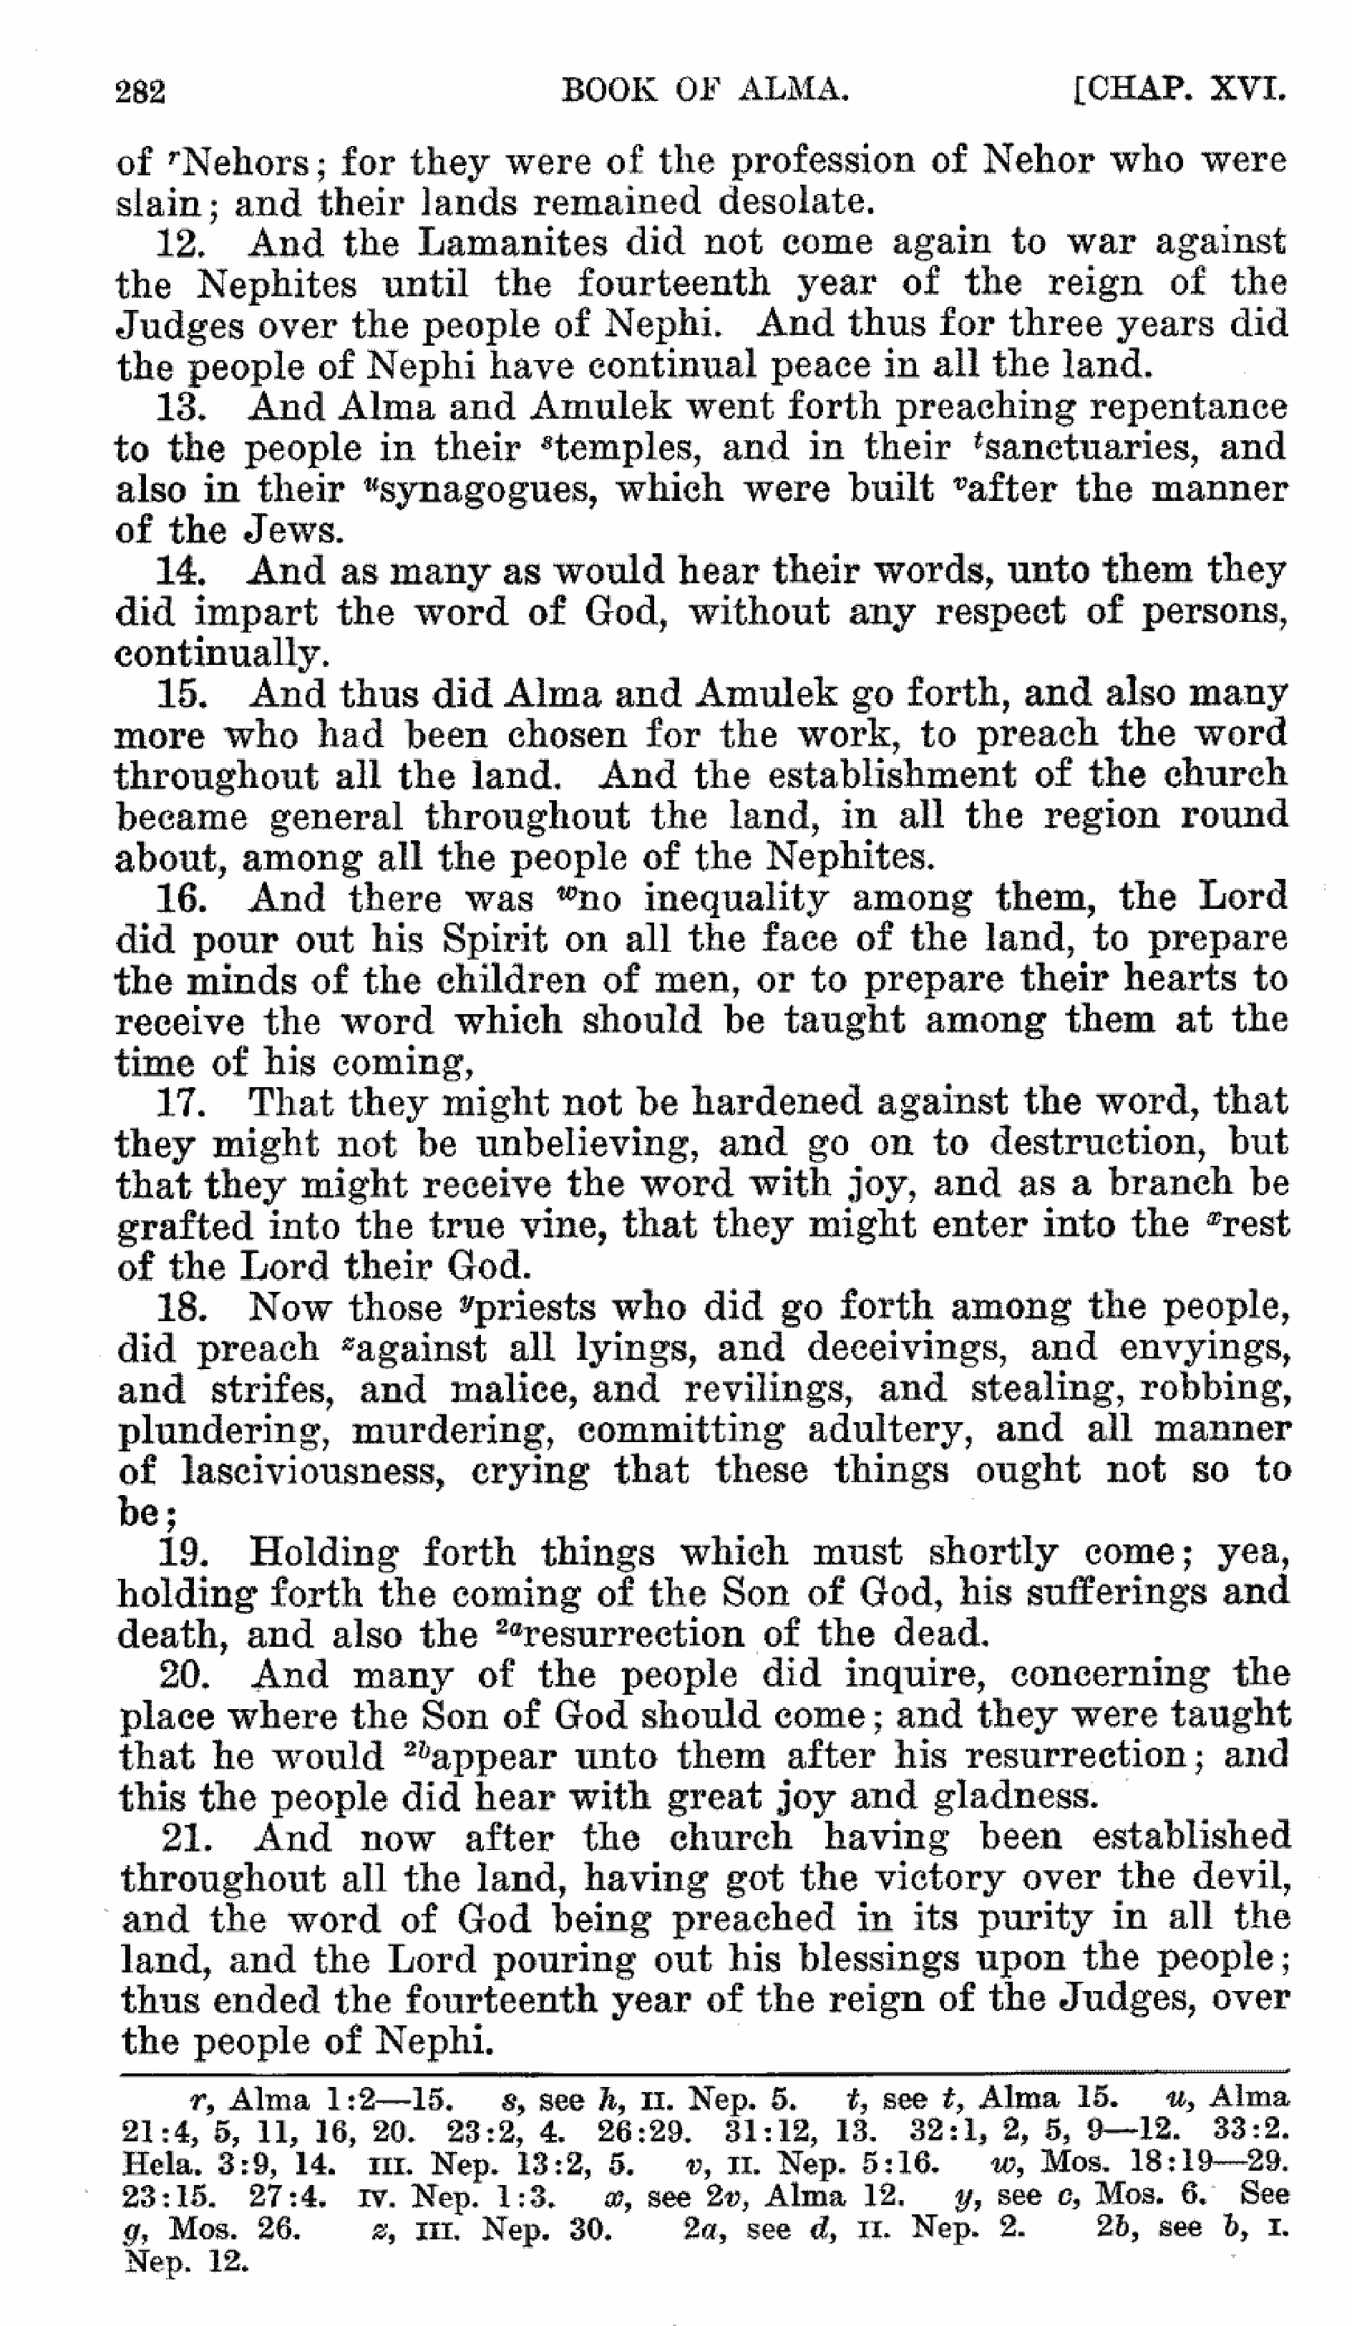 282 BOOK OF ALMA. [CHAP. XVI.
of rNehors; for they were of the profession of Nehor who were
slain; and their lands remained desolate.
12. And the Lamanites did not come again to war against
the Nephites until the fourteenth year of the reign of the
Judges over the people of Nephi. And thus for three years did
the people of Nephi have continual peace in all the land.
13. And Alma and Amulek went forth preaching repentance
to the people in their stemples, and in their tsanctuaries, and
also in their usynagogues, which were built vafter the manner
of the Jews.
14. And as many as would hear their words, unto them they
did impart the word of God, without any respect of persons,
continually.
15. And thus did Alma and Amulek go forth, and also many
more who had been chosen for the work, to preach the word
throughout all the land. And the establishment of the church
became general throughout the land, in all the region round
about, among all the people of the Nephites.
16. And there was wno inequality among them, the Lord
did pour out his Spirit on all the face of the land, to prepare
the minds of the children of men, or to prepare their hearts to
receive the word which should be taught among them at the
time of his coming,
17. That they might not be hardened against the word, that
they might not be unbelieving, and go on to destruction, but
that they might receive the word with joy, and as a branch be
grafted into the true vine, that they might enter into the xrest
of the Lord their God.
18. Now those ypriests who did go forth among the people,
did preach zagainst all lyings, and deceivings, and envyings,
and strifes, and malice, and revilings, and stealing, robbing,
plundering, murdering, committing adultery, and all manner
of lasciviousness, crying that these things ought not so to
be;
19. Holding forth things which must shortly come; yea,
holding forth the coming of the Son of God, his sufferings and
death, and also the 2aresurrection of the dead.
20. And many of the people did inquire, concerning the
place where the Son of God should come; and they were taught
that he would 2bappear unto them after his resurrection; and
this the people did hear with great joy and gladness.
21. And now after the church having been established
throughout all the land, having got the victory over the devil,
and the word of God being preached in its purity in all the
land, and the Lord pouring out his blessings upon the people;
thus ended the fourteenth year of the reign of the Judges, over
the people of Nephi.
r, Alma 1:2—15. s, see h, II. Nep. 5. t, see t, Alma 15. u, Alma
21:4, 5, 11, 16, 20. 23:2, 4. 26:29. 31:12, 13. 32:1, 2, 5, 9—12. 33:2.
Hela. 3:9, 14. III. Nep. 13:2, 5. v, II. Nep. 5:16. w, Mos. 18:19—29.
23:15. 27:4. IV. Nep. 1:3. x, see 2v, Alma 12. y, see c, Mos. 6. See
g, Mos. 26. z, III. Nep. 30. 2a, see d, II. Nep. 2. 2b, see b, I.
Nep. 12.